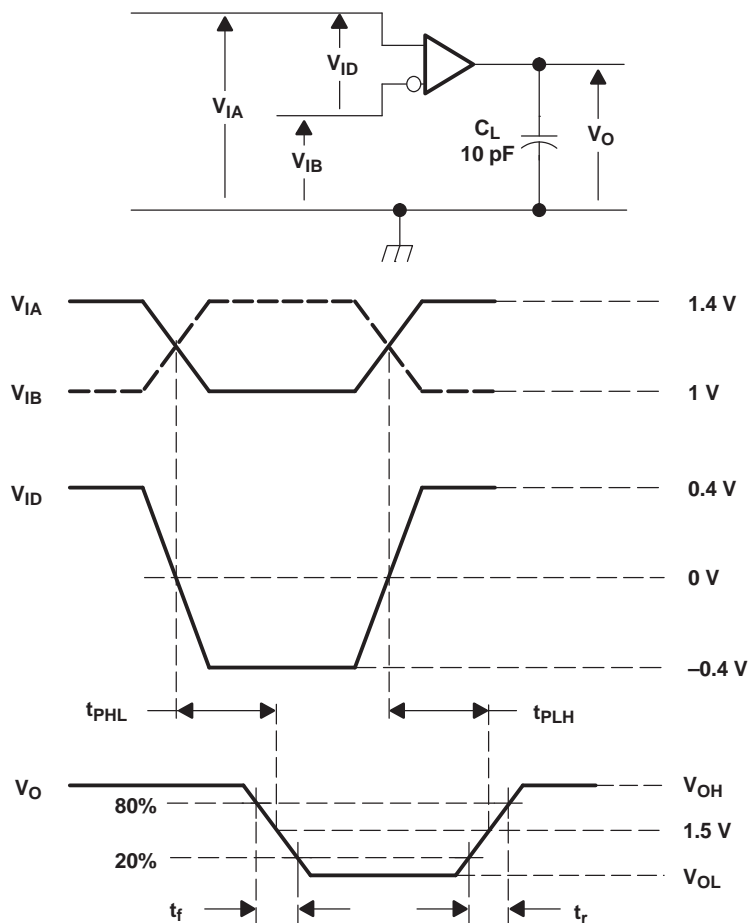 V_ID
V_IA
V_IB
C_L
10 pF
V_O
V_IA
1.4 V
V_IB
1 V
V_ID
0.4 V
0 V
–0.4 V
t_PHL
t_PLH
V_O
V_OH
80%
1.5 V
20%
V_OL
t_f
t_r